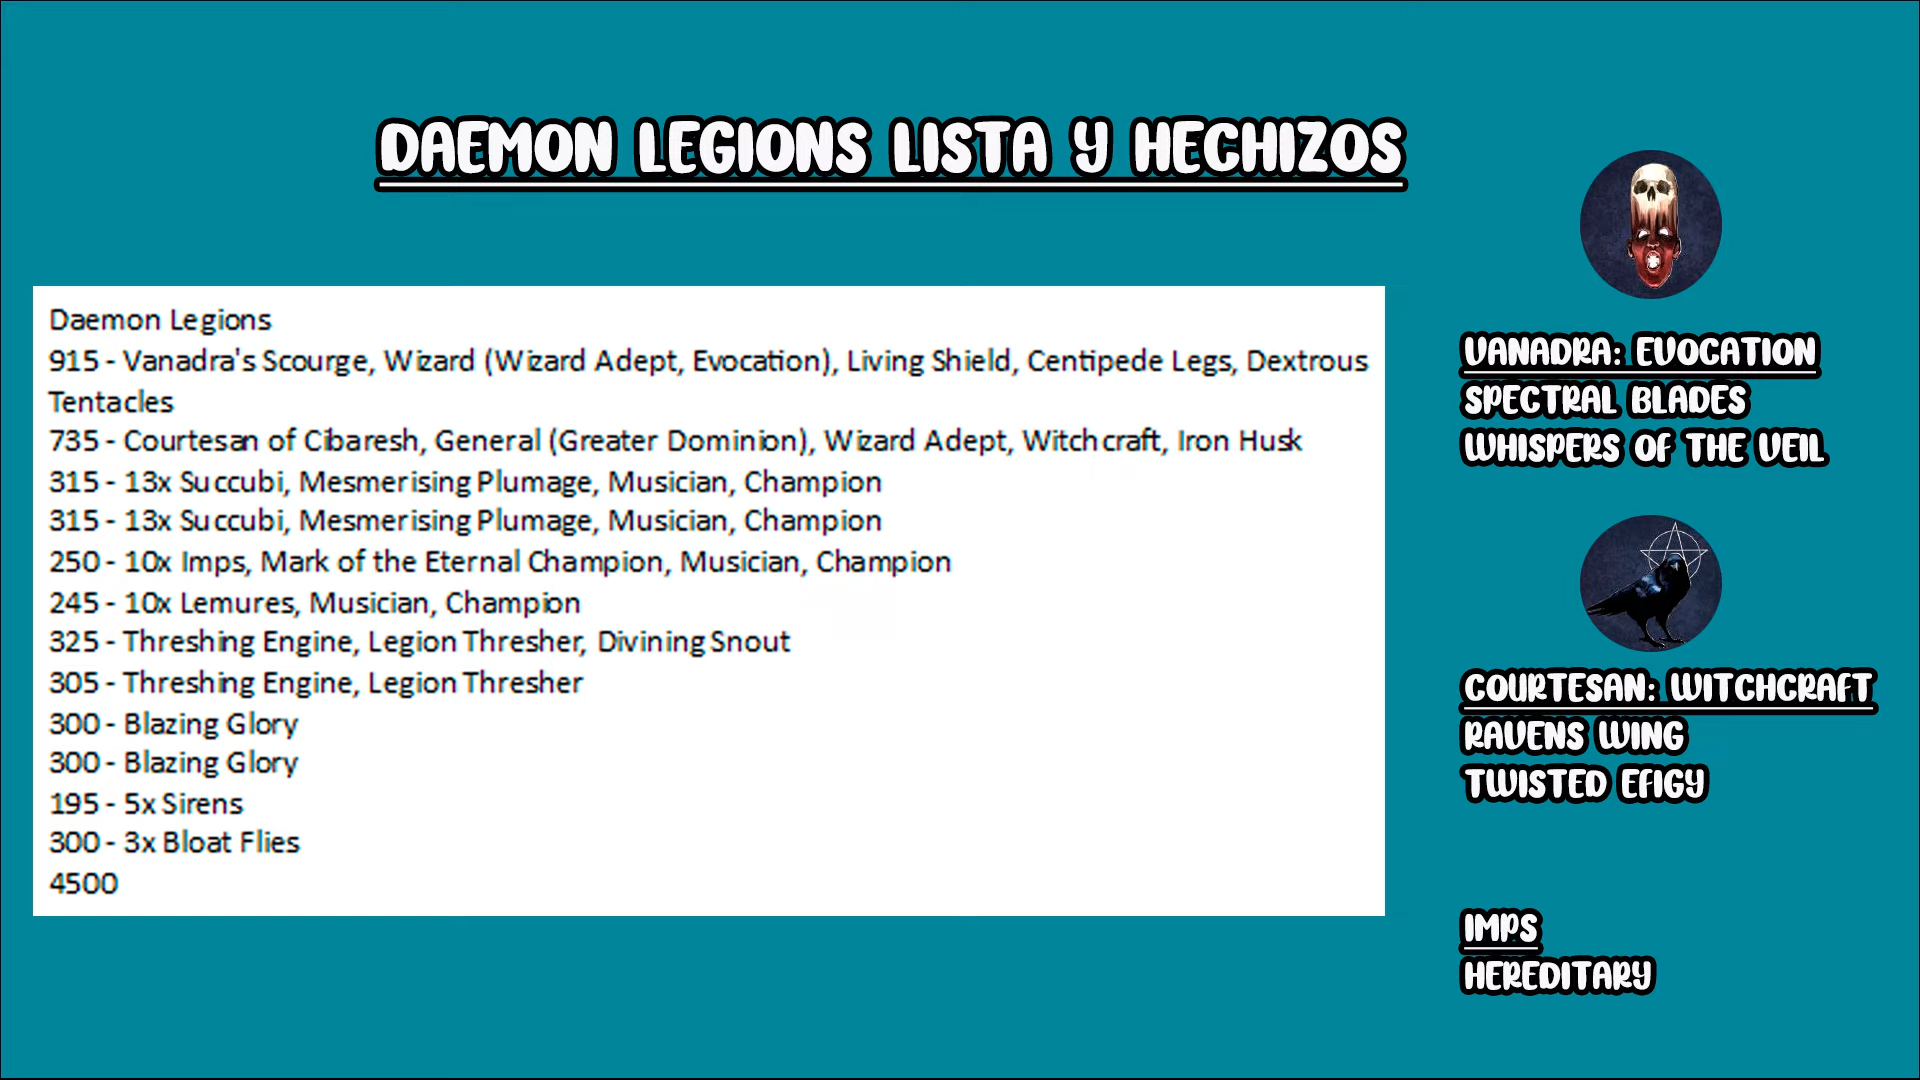 DAEMON LEGIONS LISTA Y HECHIZOS
Daemon Legions
915 - Vanadra's Scourge, Wizard (Wizard Adept, Evocation), Living Shield, Centipede Legs, Dextrous
Tentacles
735 - Courtesan of Cibaresh, General (Greater Dominion), Wizard Adept, Witchcraft, Iron Husk
315 - 13x Succubi, Mesmerising Plumage, Musician, Champion
315 - 13x Succubi, Mesmerising Plumage, Musician, Champion
250 - 10x Imps, Mark of the Eternal Champion, Musician, Champion
245 - 10x Lemures, Musician, Champion
325 - Threshing Engine, Legion Thresher, Divining Snout
305 - Threshing Engine, Legion Thresher
300 - Blazing Glory
300 - Blazing Glory
195 - 5x Sirens
300 - 3x Bloat Flies
4500
VANADRA: EVOCATION
SPECTRAL BLADES
WHISPERS OF THE VEIL
COURTESAN: WITCHCRAFT
RAVENS WING
TWISTED EFIGY
IMPS
HEREDITARY